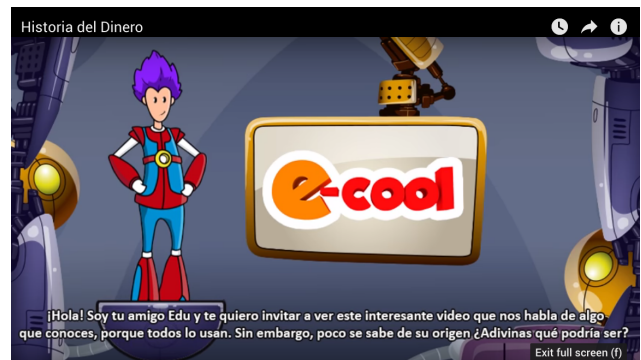 Historia del Dinero
e-cool
¡Hola! Soy tu amigo Edu y te quiero invitar a ver este interesante video que nos habla de algo
que conoces, porque todos lo usan. Sin embargo, poco se sabe de su origen ¿Adivinas qué podría ser?
Exit full screen (f)